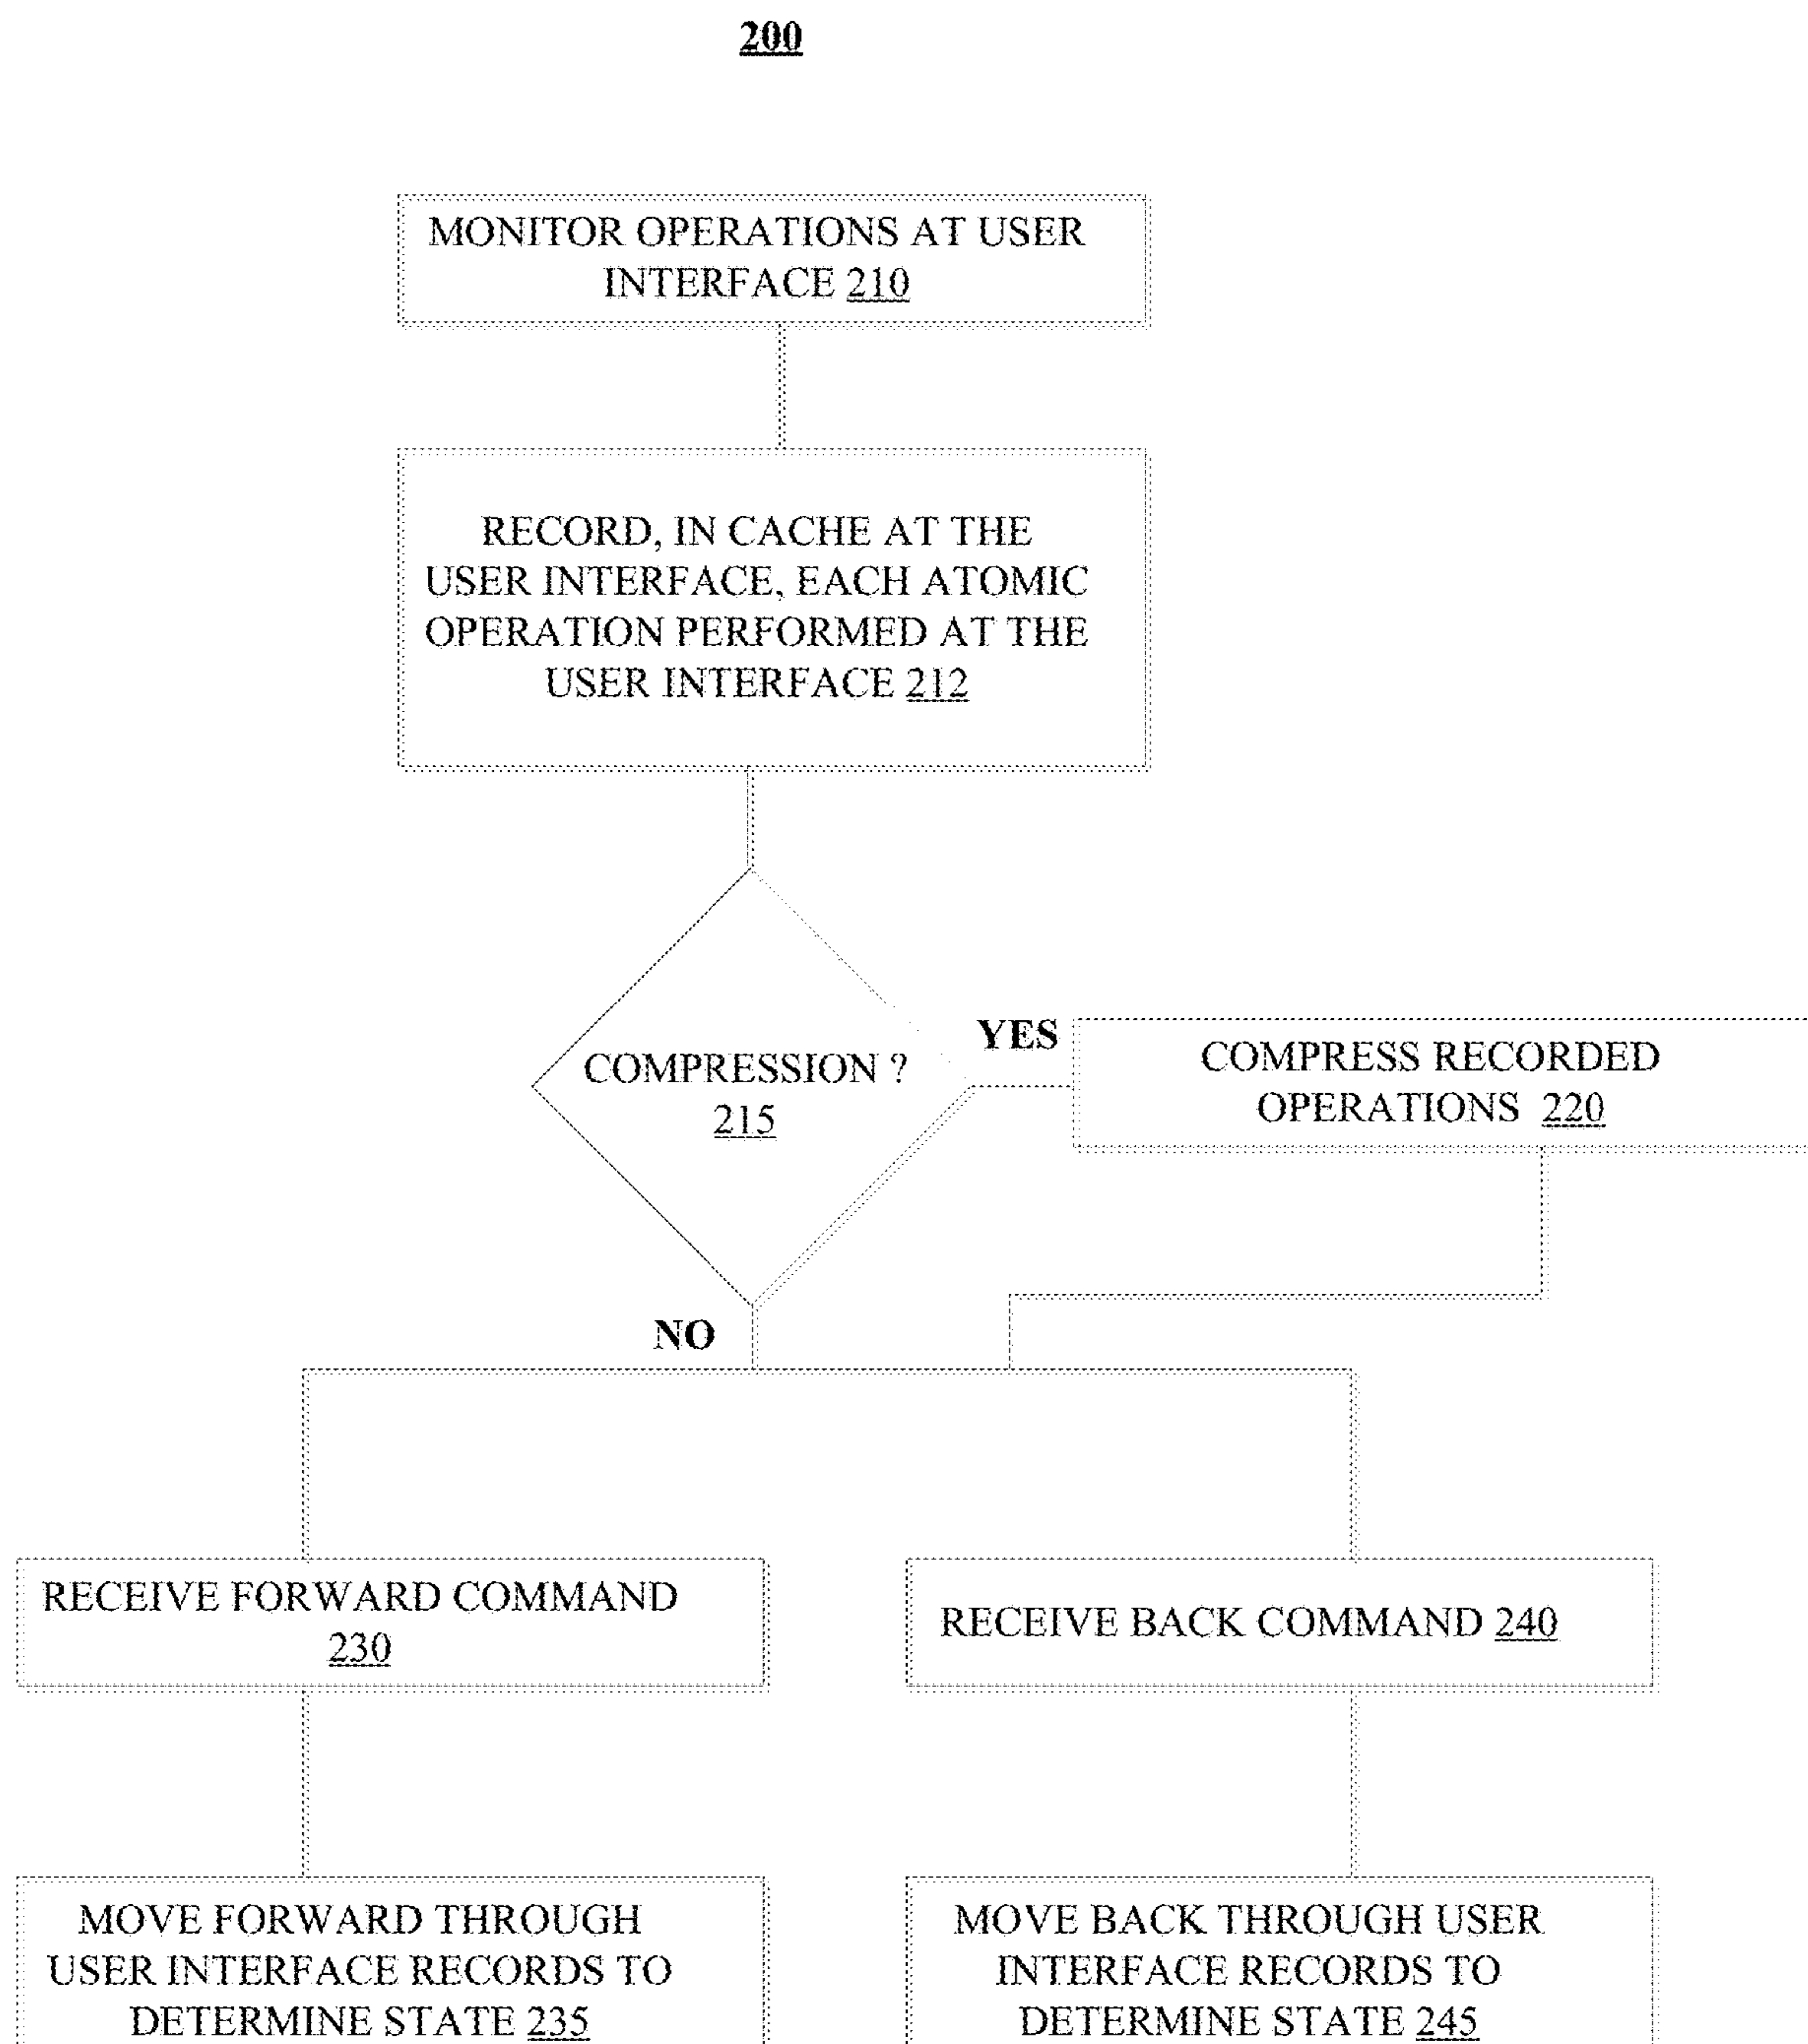 200
MONITOR OPERATIONS AT USER
INTERFACE 210
RECORD, IN CACHE AT THE
USER INTERFACE, EACH ATOMIC
OPERATION PERFORMED AT THE
USER INTERFACE 212
COMPRESSION ?
215
YES
COMPRESS RECORDED
OPERATIONS 220
NO
RECEIVE FORWARD COMMAND
230
RECEIVE BACK COMMAND 240
MOVE FORWARD THROUGH
USER INTERFACE RECORDS TO
DETERMINE STATE 235
MOVE BACK THROUGH USER
INTERFACE RECORDS TO
DETERMINE STATE 245